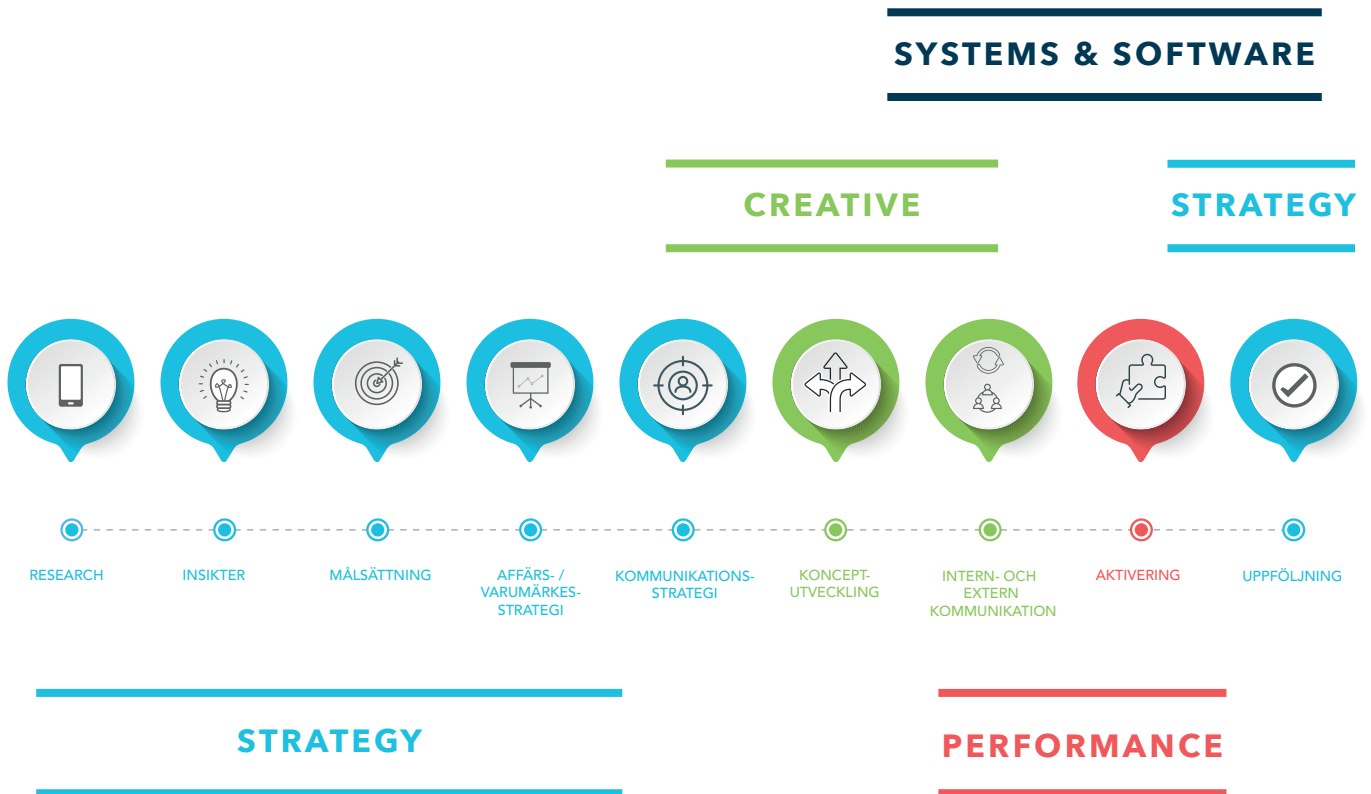 SYSTEMS & SOFTWARE
CREATIVE
STRATEGY
RESEARCH
INSIKTER
MÅLSÄTTNING
AFFÄRS- /
VARUMÄRKES-
STRATEGI
KOMMUNIKATIONS-
STRATEGI
KONCEPT-
UTVECKLING
INTERN- OCH
EXTERN
KOMMUNIKATION
AKTIVERING
UPPFÖLJNING
STRATEGY
PERFORMANCE